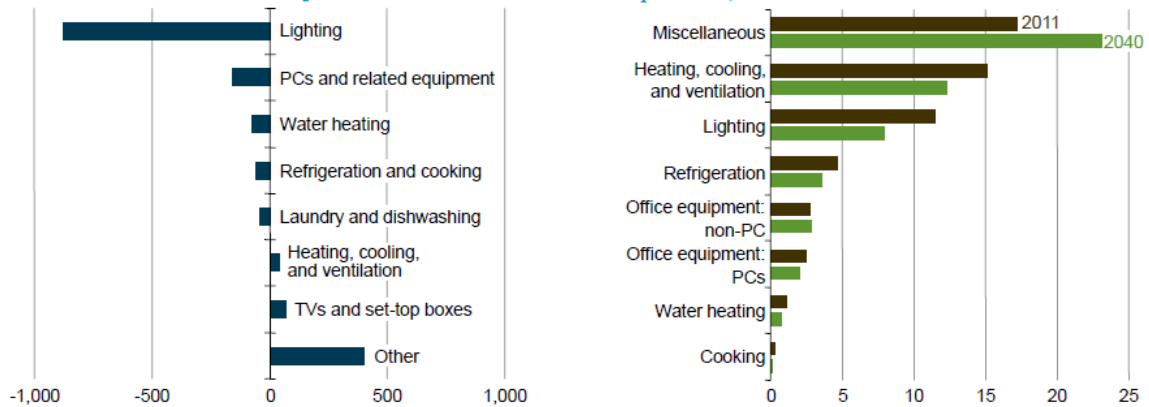 Lighting
PCs and related equipment
Water heating
Refrigeration and cooking
Laundry and dishwashing
Heating, cooling,
and ventilation
TVs and set-top boxes
Other
-1,000 -500 0 500 1,000
2011
2040
Miscellaneous
Heating, cooling,
and ventilation
Lighting
Refrigeration
Office equipment:
non-PC
Office equipment:
PCs
Water heating
Cooking
0 5 10 15 20 25